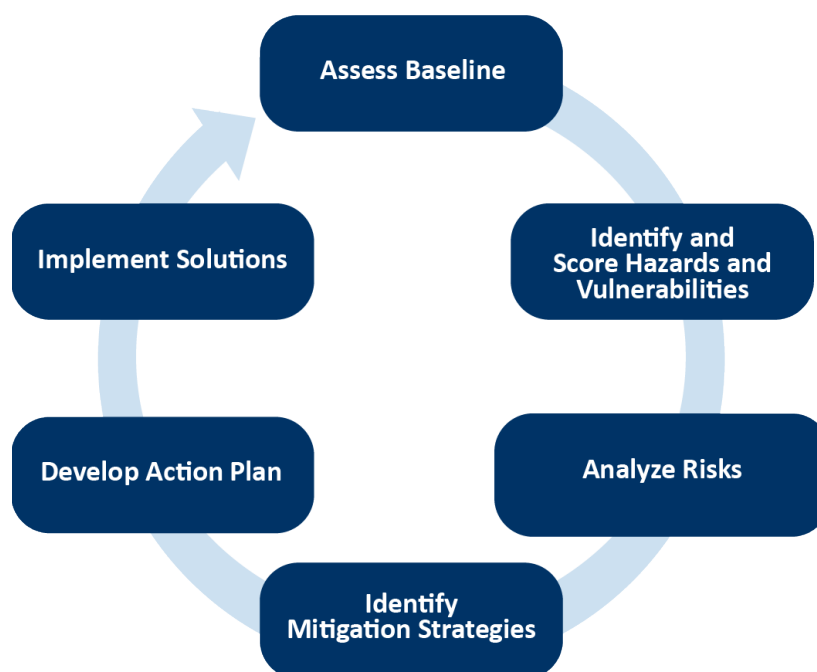 Assess Baseline
Identify and
Score Hazards and
Vulnerabilities
Analyze Risks
Identify
Mitigation Strategies
Develop Action Plan
Implement Solutions